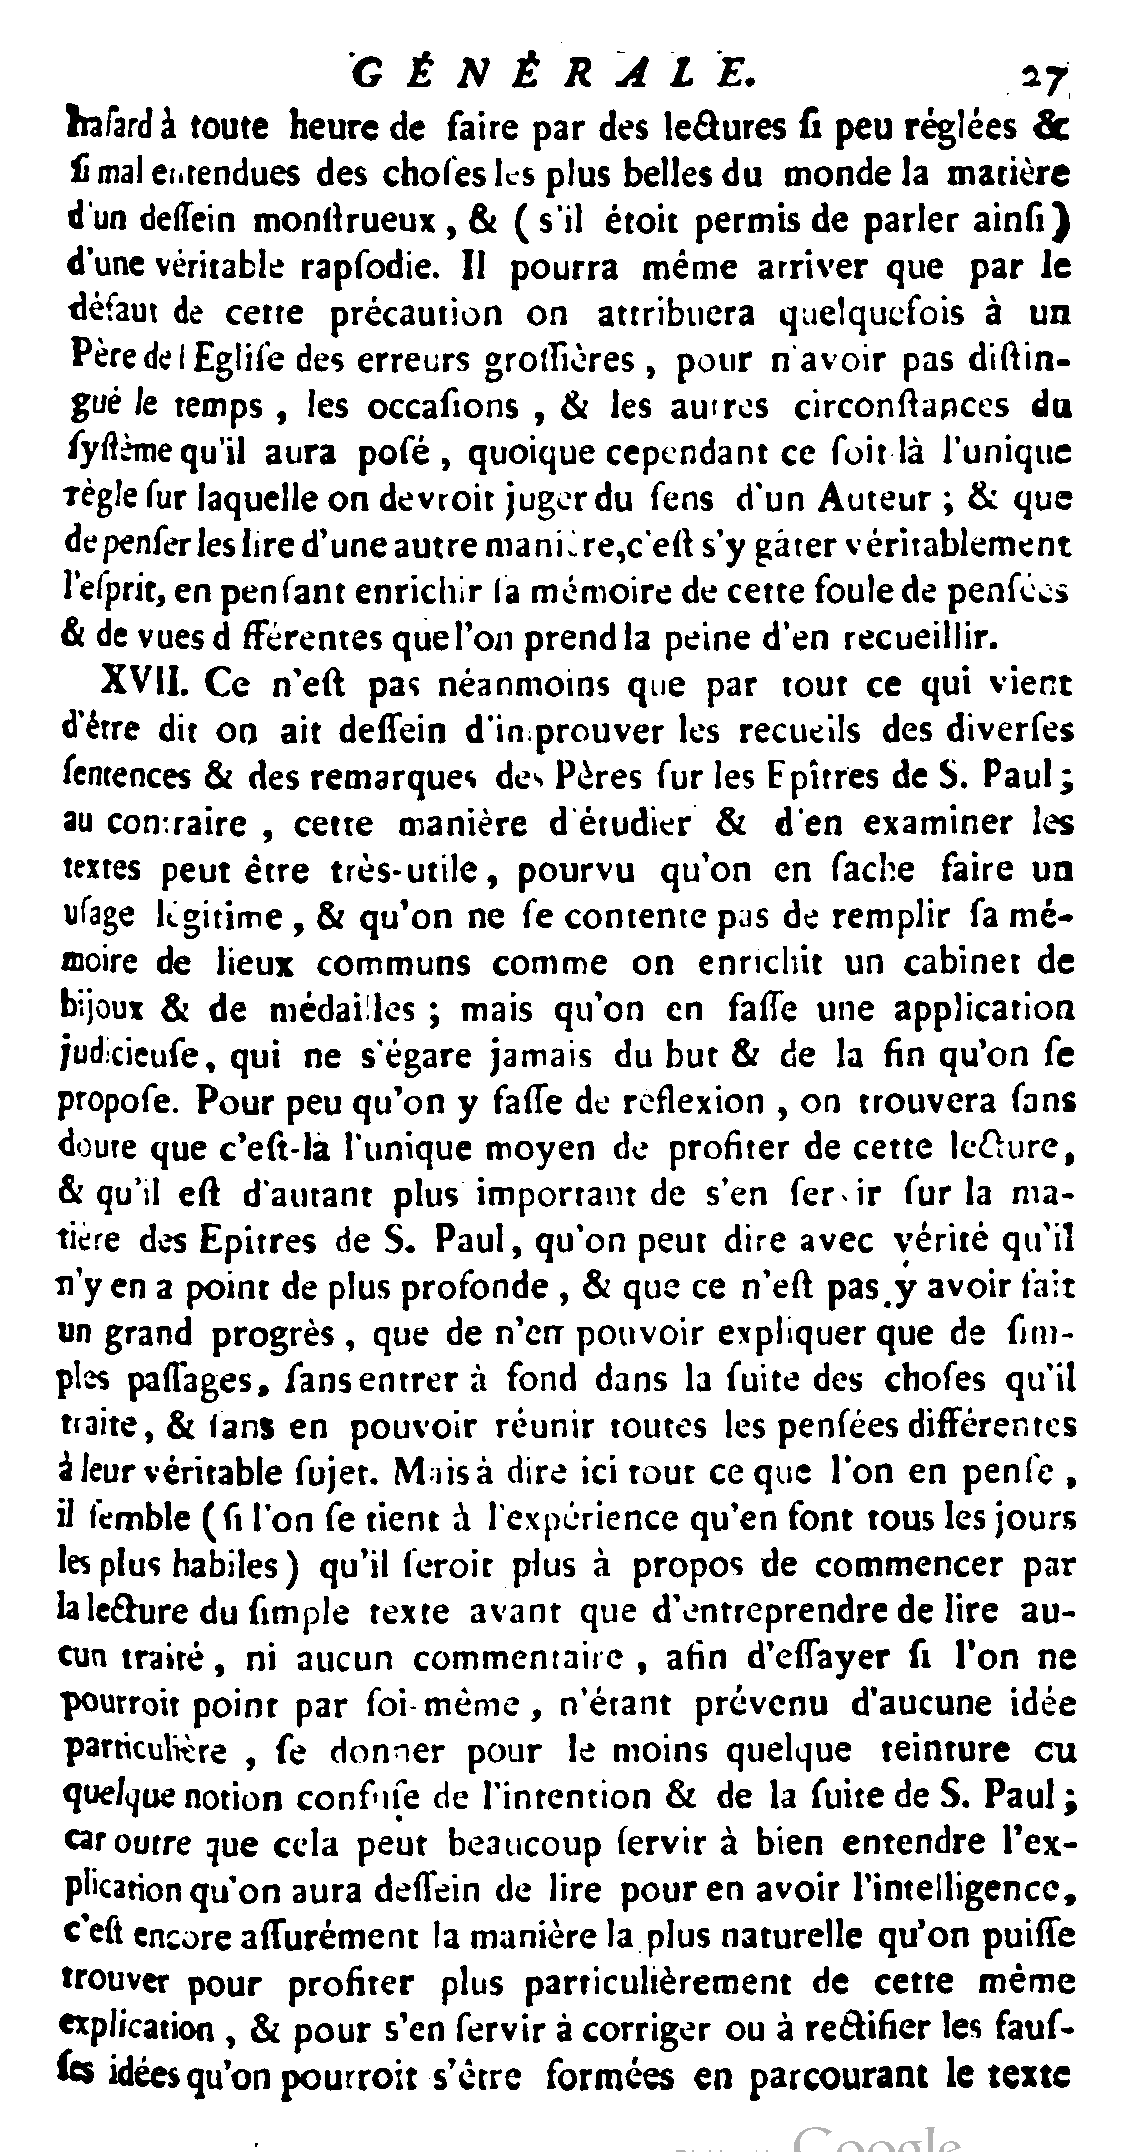 GÉNÉRALE. 27
haſard à toute heure de faire par des lectures ſi peu réglées &
ſi mal entendues des choſes les plus belles du monde la matière
d'un deſſein monſtrueux, & ( s'il étoit permis de parler ainſi )
d'une véritable rapſodie. Il pourra même arriver que par le
défaut de cette précaution on attribuera quelquefois à un
Père de l'Egliſe des erreurs groſſières, pour n'avoir pas diſtin-
gué le temps, les occaſions, & les autres circonſtances du
ſyſtème qu'il aura poſé, quoique cependant ce ſoit là l'unique
règle ſur laquelle on devroit juger du ſens d'un Auteur ; & que
de penſer les lire d'une autre manière, c'eſt s'y gâter véritablement
l'eſprit, en penſant enrichir ſa mémoire de cette foule de penſées
& de vues différentes que l'on prend la peine d'en recueillir.
XVII. Ce n'eſt pas néanmoins que par tout ce qui vient
d'être dit on ait deſſein d'improuver les recueils des diverſes
ſentences & des remarques des Pères ſur les Epîtres de S. Paul ;
au contraire, cette manière d'étudier & d'en examiner les
textes peut être très-utile, pourvu qu'on en ſache faire un
uſage légitime, & qu'on ne ſe contente pas de remplir ſa mé-
moire de lieux communs comme on enrichit un cabinet de
bijoux & de médailles ; mais qu'on en faſſe une application
judicieuſe, qui ne s'égare jamais du but & de la fin qu'on ſe
propoſe. Pour peu qu'on y faſſe de réflexion, on trouvera ſans
doute que c'eſt-là l'unique moyen de profiter de cette lecture,
& qu'il eſt d'autant plus important de s'en ſervir ſur la ma-
tière des Epitres de S. Paul, qu'on peut dire avec vérité qu'il
n'y en a point de plus profonde, & que ce n'eſt pas y avoir fait
un grand progrès, que de n'en pouvoir expliquer que de ſim-
ples paſſages, ſans entrer à fond dans la ſuite des choſes qu'il
traite, & ſans en pouvoir réunir toutes les penſées différentes
à leur véritable ſujet. Mais à dire ici tout ce que l'on en penſe,
il ſemble ( ſi l'on ſe tient à l'expérience qu'en font tous les jours
les plus habiles ) qu'il ſeroit plus à propos de commencer par
la lecture du ſimple texte avant que d'entreprendre de lire au-
cun traité, ni aucun commentaire, afin d'eſſayer ſi l'on ne
pourroit point par ſoi-même, n'étant prévenu d'aucune idée
particulière, ſe donner pour le moins quelque teinture ou
quelque notion confuſe de l'intention & de la ſuite de S. Paul ;
car outre que cela peut beaucoup ſervir à bien entendre l'ex-
plication qu'on aura deſſein de lire pour en avoir l'intelligence,
c'eſt encore aſſurément la manière la plus naturelle qu'on puiſſe
trouver pour profiter plus particulièrement de cette même
explication, & pour s'en ſervir à corriger ou à rectifier les fauſ-
ſes idées qu'on pourroit s'être formées en parcourant le texte
Google